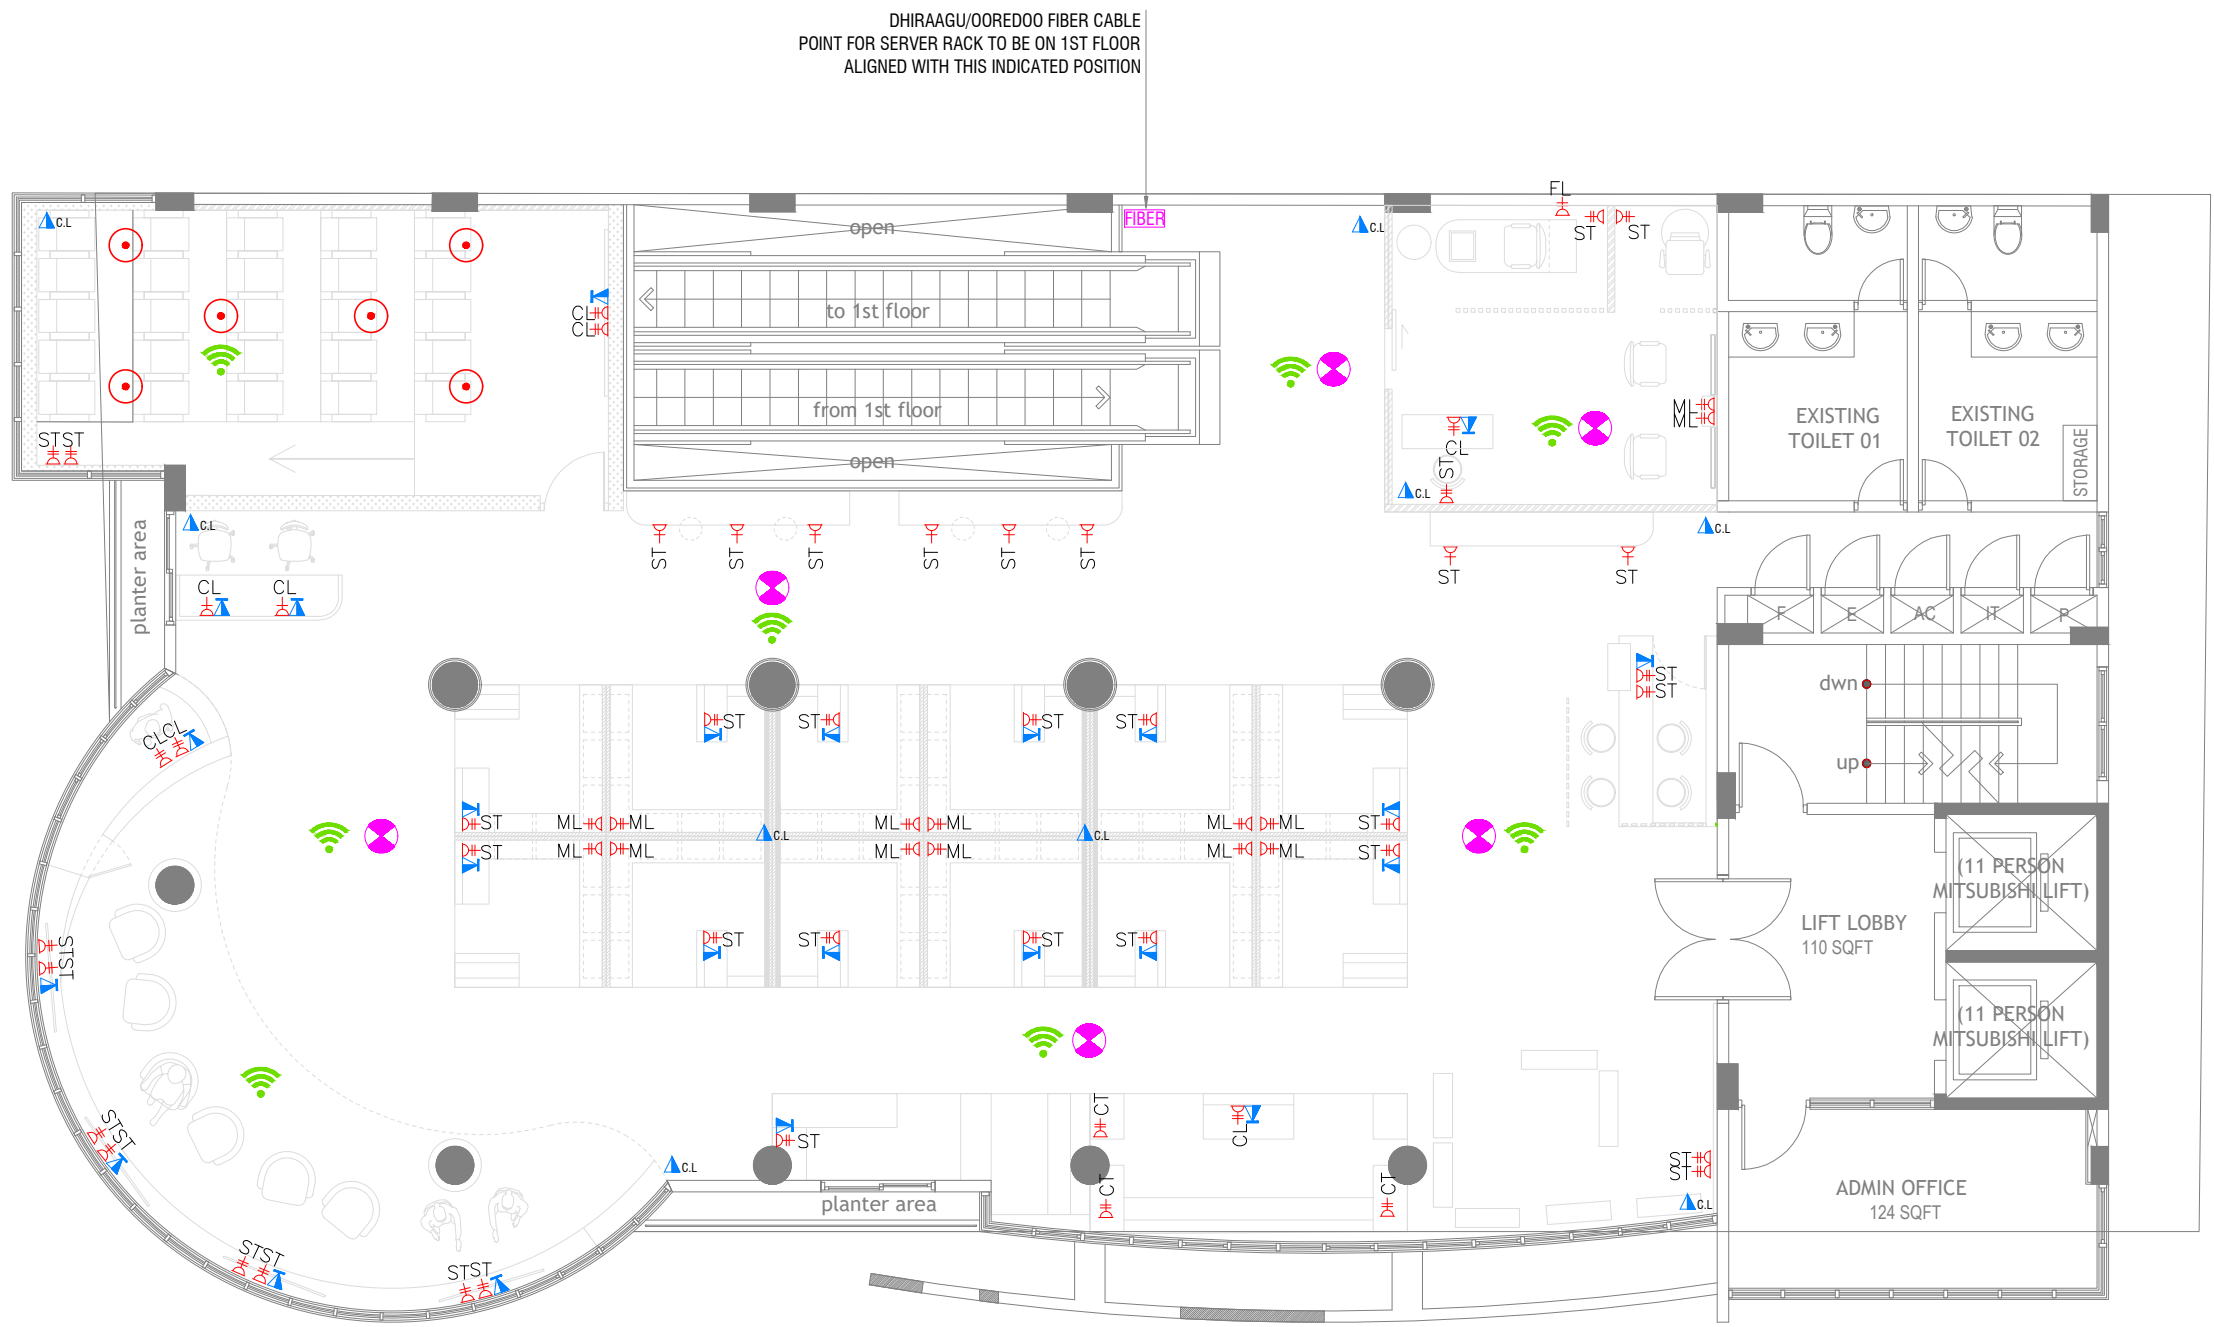 DHIRAAGU/OOREDOO FIBER CABLE
POINT FOR SERVER RACK TO BE ON 1ST FLOOR
ALIGNED WITH THIS INDICATED POSITION
FL
C.L
FIBER
C.L
ST ST
open
to 1st floor
CL
CL
from 1st floor
ML
ML
EXISTING
TOILET 01
EXISTING
TOILET 02
STORAGE
STST
CL
ST
open
C.L
C.L
C.L
planter area
ST ST ST ST ST ST
ST ST
CL CL
F E AC IT P
ST
ST
dwn
up
CLCL
ST ST ST ST
ST ML ML ML ML ML ML ST
C.L C.L
ST ML ML ML ML ML ML ST
(11 PERSON
MITSUBISHI LIFT)
LIFT LOBBY
110 SQFT
STST
ST ST ST ST
(11 PERSON
MITSUBISHI LIFT)
STST
CT
CL
ST
C.L
ST
ST
CT
CT
C.L
planter area
ADMIN OFFICE
124 SQFT
STST
STST